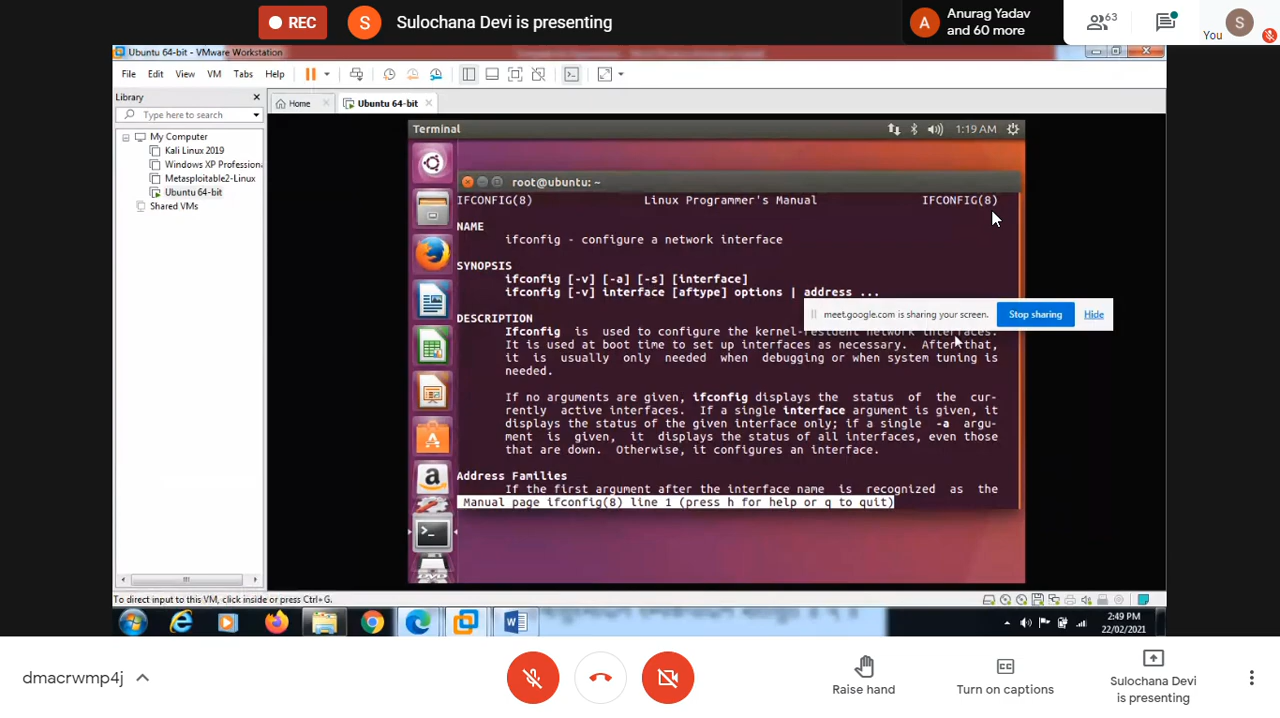 REC
S
Sulochana Devi is presenting
A
Anurag Yadav
and 60 more
63
You
S
Ubuntu 64-bit - VMware Workstation
File Edit View VM Tabs Help
Library
Type here to search
My Computer
Kali Linux 2019
Windows XP Profession
Metasploitable2-Linux
Ubuntu 64-bit
Shared VMs
Home
Ubuntu 64-bit
Terminal
1:19 AM
root@ubuntu: ~
IFCONFIG(8) Linux Programmer's Manual IFCONFIG(8)
NAME
ifconfig - configure a network interface
SYNOPSIS
ifconfig [-v] [-a] [-s] [interface]
ifconfig [-v] interface [aftype] options | address ...
meet.google.com is sharing your screen.
Stop sharing
Hide
DESCRIPTION
Ifconfig is used to configure the kernel-resident network interfaces.
It is used at boot time to set up interfaces as necessary. After that,
it is usually only needed when debugging or when system tuning is
needed.
If no arguments are given, ifconfig displays the status of the cur-
rently active interfaces. If a single interface argument is given, it
displays the status of the given interface only; if a single -a argu-
ment is given, it displays the status of all interfaces, even those
that are down. Otherwise, it configures an interface.
Address Families
If the first argument after the interface name is recognized as the
Manual page ifconfig(8) line 1 (press h for help or q to quit)
To direct input to this VM, click inside or press Ctrl+G.
2:49 PM
22/02/2021
dmacrwmp4j
Raise hand
Turn on captions
Sulochana Devi
is presenting